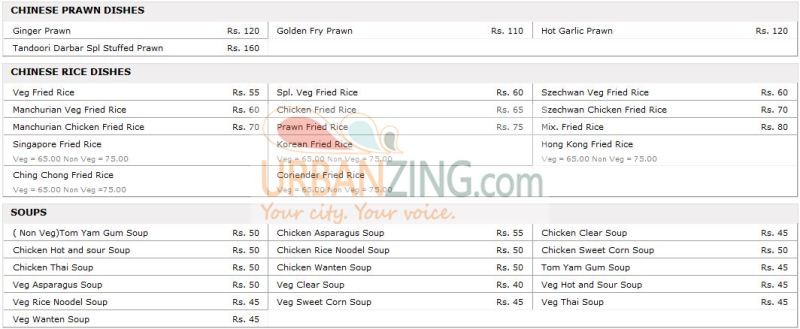 CHINESE PRAWN DISHES
Ginger Prawn Rs. 120 Golden Fry Prawn Rs. 110 Hot Garlic Prawn Rs. 120
Tandoori Darbar Spl Stuffed Prawn Rs. 160
CHINESE RICE DISHES
Veg Fried Rice Rs. 55 Spl. Veg Fried Rice Rs. 60 Szechwan Veg Fried Rice Rs. 60
Manchurian Veg Fried Rice Rs. 60 Chicken Fried Rice Rs. 65 Szechwan Chicken Fried Rice Rs. 70
Manchurian Chicken Fried Rice Rs. 70 Prawn Fried Rice Rs. 75 Mix. Fried Rice Rs. 80
Singapore Fried Rice Korean Fried Rice Hong Kong Fried Rice
Veg = 65.00 Non Veg = 75.00 Veg = 65.00 Non Veg = 75.00 Veg = 65.00 Non Veg = 75.00
Ching Chong Fried Rice Coriender Fried Rice
Veg = 65.00 Non Veg = 75.00 Veg = 65.00 Non Veg = 75.00
URBANZING.com
Your city. Your voice.
SOUPS
( Non Veg)Tom Yam Gum Soup Rs. 50 Chicken Asparagus Soup Rs. 55 Chicken Clear Soup Rs. 45
Chicken Hot and sour Soup Rs. 50 Chicken Rice Noodel Soup Rs. 50 Chicken Sweet Corn Soup Rs. 50
Chicken Thai Soup Rs. 50 Chicken Wanten Soup Rs. 50 Tom Yam Gum Soup Rs. 45
Veg Asparagus Soup Rs. 50 Veg Clear Soup Rs. 40 Veg Hot and Sour Soup Rs. 45
Veg Rice Noodel Soup Rs. 45 Veg Sweet Corn Soup Rs. 45 Veg Thai Soup Rs. 45
Veg Wanten Soup Rs. 45